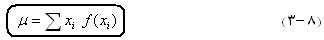 μ = ∑ xᵢ f(xᵢ) (۳-۸)